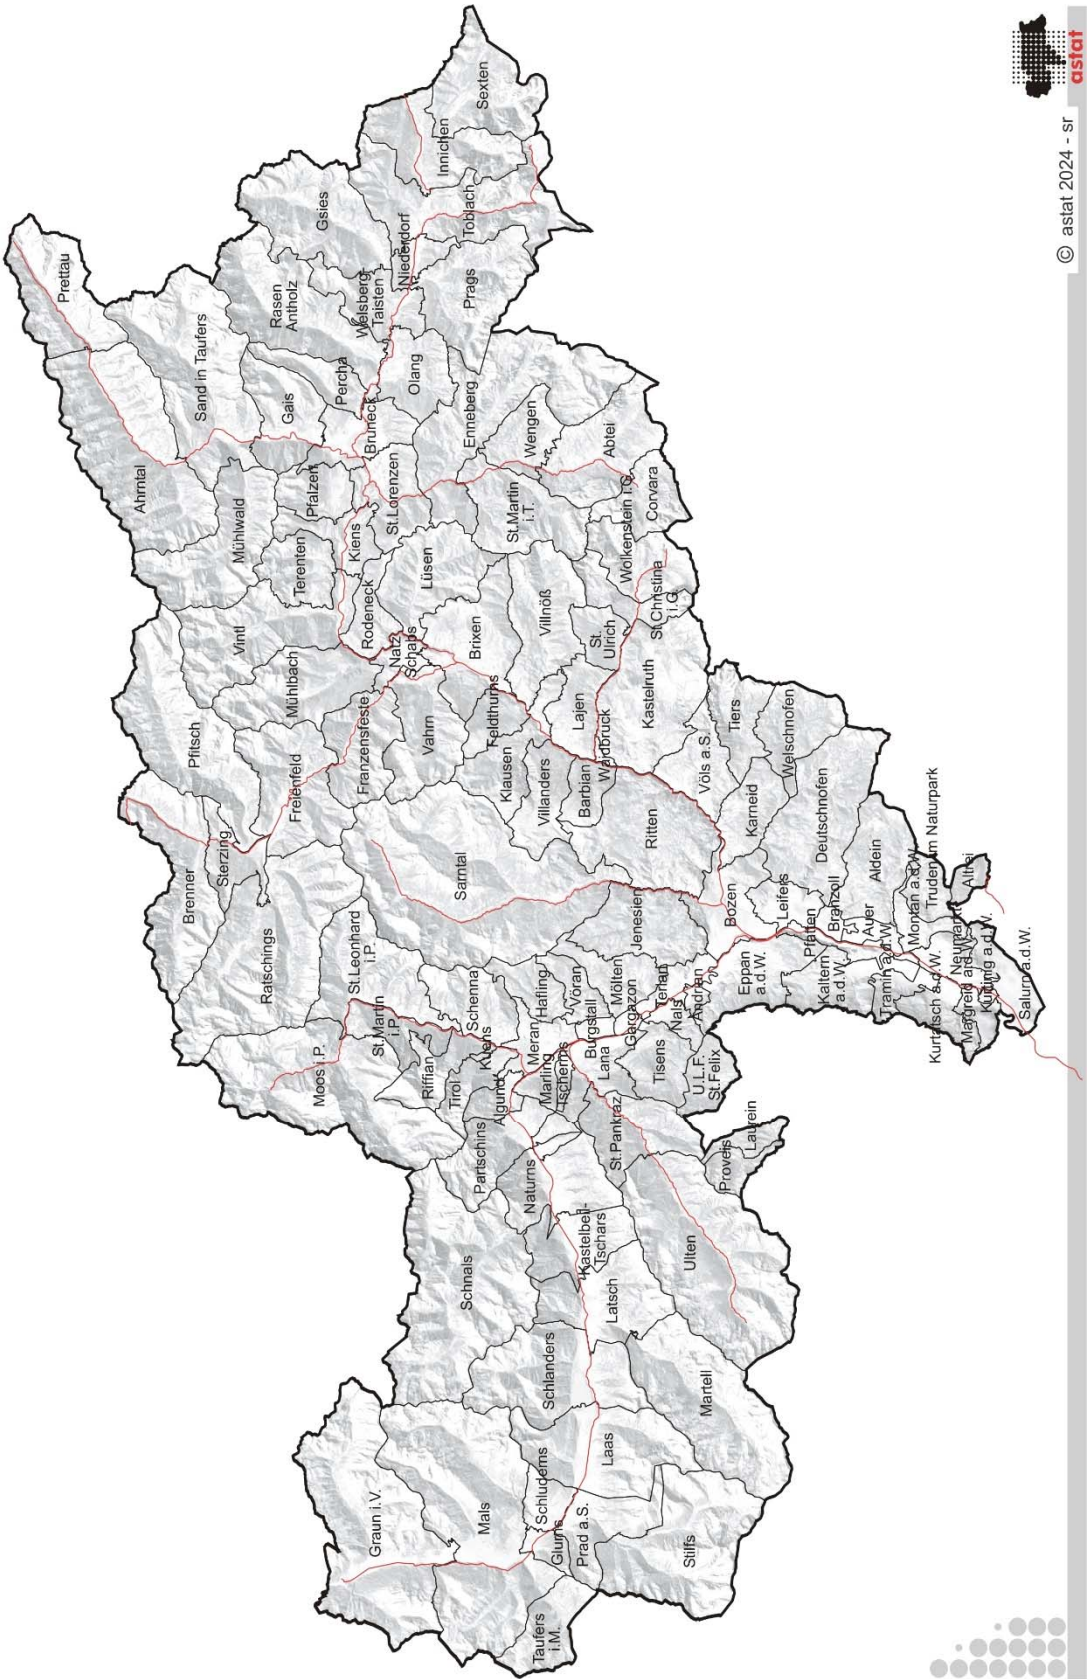 Prettau
Ahrntal
Sand in Taufers
Rasen
Antholz
Gsies
Sexten
Innichen
Toblach
Niederdorf
Welsberg-
Taisten
Prags
Percha
Gais
Olang
Bruneck
Mühlwald
Pfalzen
Terenten
Kiens
St.Lorenzen
Enneberg
Wengen
Abtei
Corvara
St.Martin
i.T.
Wolkenstein i.G.
St.Christina
i.G.
St.
Ulrich
Pfitsch
Vintl
Mühlbach
Rodeneck
Natz-
Schabs
Lüsen
Brixen
Villnöß
Brenner
Sterzing
Freienfeld
Franzensfeste
Vahrn
Feldthurns
Klausen
Villanders
Lajen
Barbian
Waidbruck
Kastelruth
Ratschings
Sarntal
Ritten
Völs a.S.
Tiers
Karneid
Welschnofen
Deutschnofen
Moos i.P.
St.Leonhard
i.P.
St.Martin
i.P.
Riffian
Tirol
Kuens
Schenna
Algund
Meran
Hafling
Marling
Tscherms
Vöran
Burgstall
Lana
Gargazon
Mölten
Jenesien
Terlan
Nals
Andrian
Tisens
U.L.F.
St.Felix
Bozen
Leifers
Eppan
a.d.W.
Pfatten
Branzoll
Kaltern
a.d.W.
Auer
Aldein
Tramin a.d.W.
Montan a.d.W.
Truden im Naturpark
Kurtatsch a.d.W.
Neumarkt
Margreid a.d.W.
Kurtinig a.d.W.
Altrei
Salurn a.d.W.
Partschins
Naturns
Schnals
St.Pankraz
Proveis
Laurein
Kastelbell-
Tschars
Ulten
Latsch
Schlanders
Martell
Laas
Graun i.V.
Mals
Schluderns
Glurns
Prad a.S.
Stilfs
Taufers
i.M.
© astat 2024 - sr
astat